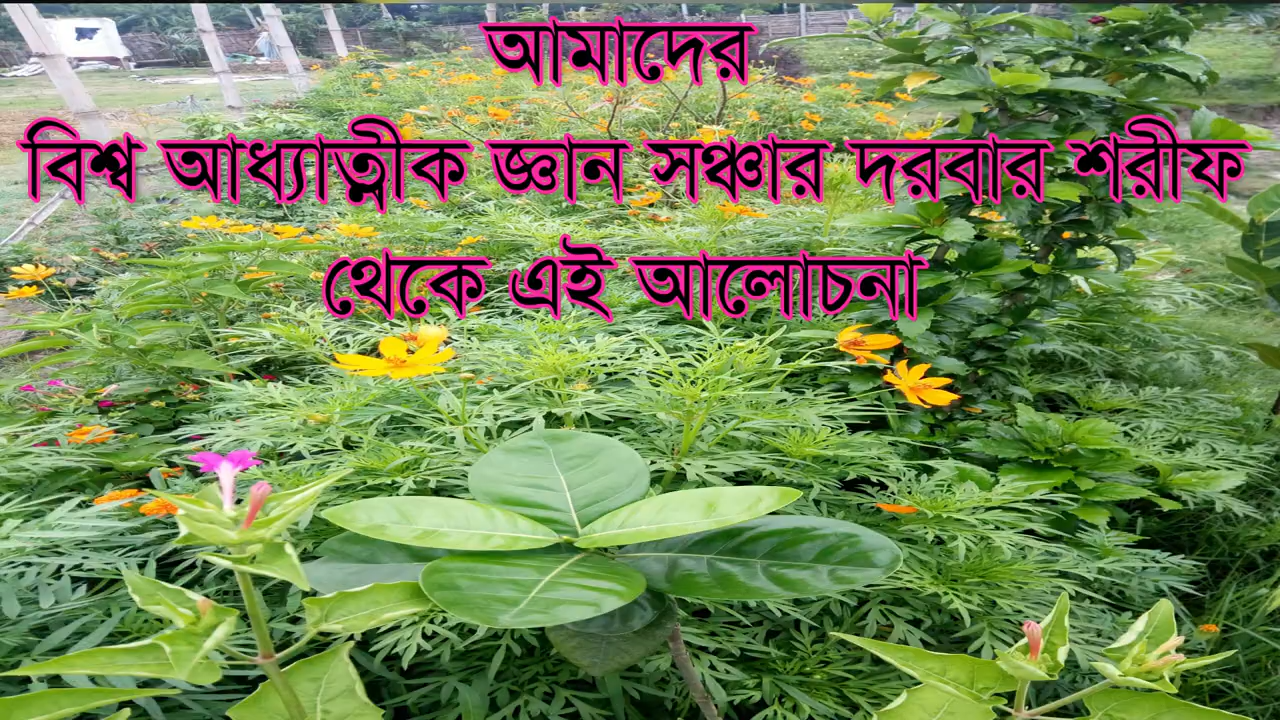 আমাদের
বিশ্ব আধ্যাত্নীক জ্ঞান সঞ্চার দরবার শরীফ
থেকে এই আলোচনা